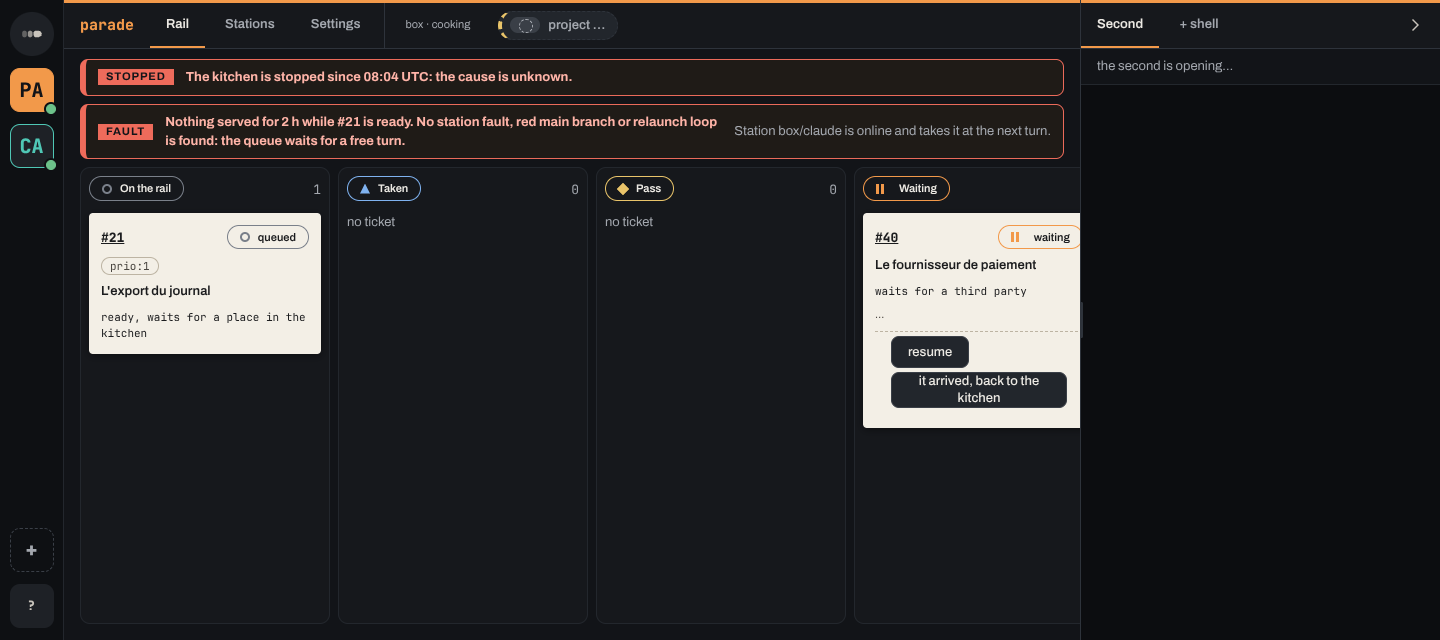 parade
Rail
Stations
Settings
box · cooking
project ...
Second
+ shell
PA
CA
+
?
STOPPED
The kitchen is stopped since 08:04 UTC: the cause is unknown.
FAULT
Nothing served for 2 h while #21 is ready. No station fault, red main branch or relaunch loop
is found: the queue waits for a free turn.
Station box/claude is online and takes it at the next turn.
On the rail
1
#21
queued
prio:1
L'export du journal
ready, waits for a place in the
kitchen
Taken
0
no ticket
Pass
0
no ticket
Waiting
#40
waiting
Le fournisseur de paiement
waits for a third party
...
resume
it arrived, back to the
kitchen
the second is opening...